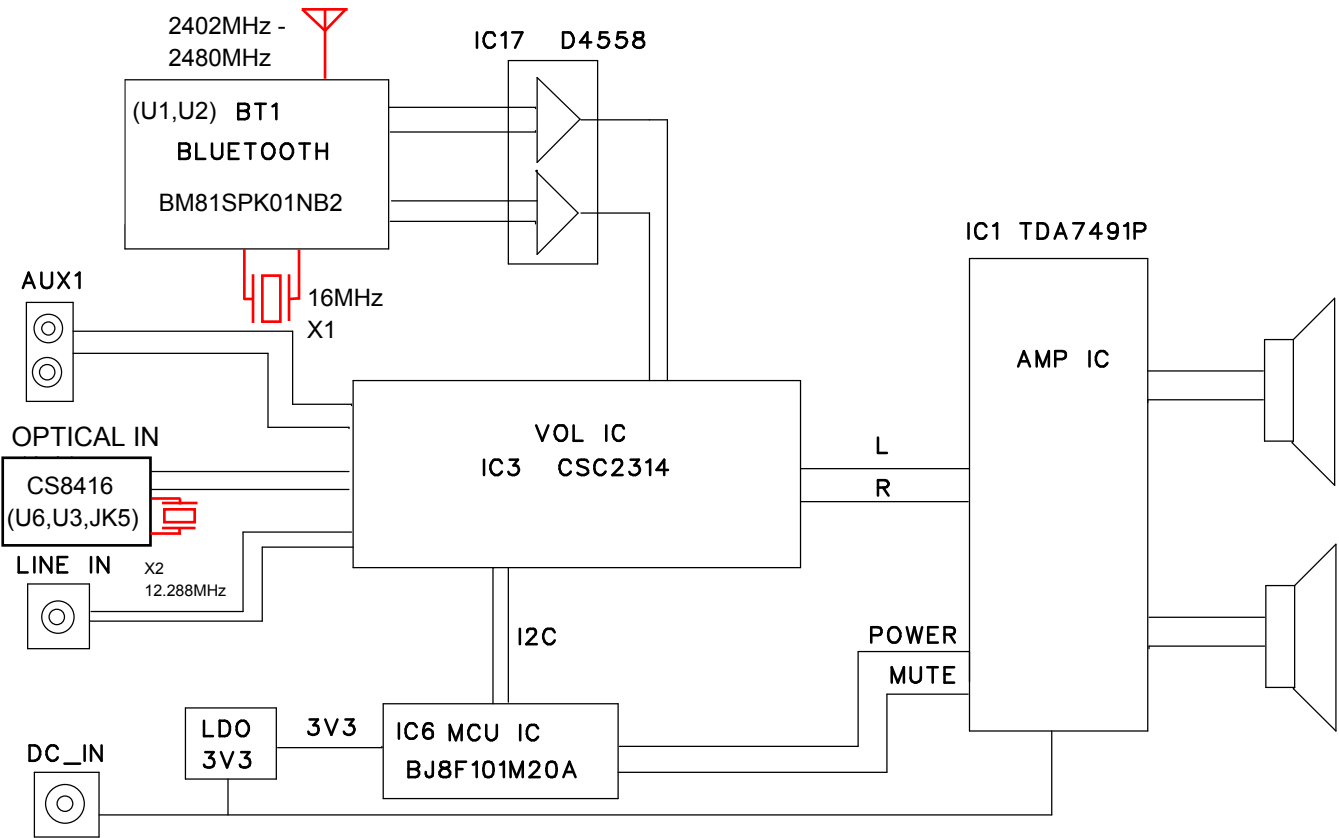 2402MHz -
2480MHz
IC17 D4558
(U1,U2) BT1
BLUETOOTH
BM81SPK01NB2
IC1 TDA7491P
AUX1
16MHz
X1
AMP IC
OPTICAL IN
VOL IC
IC3 CSC2314
L
R
CS8416
(U6,U3,JK5)
LINE IN
X2
12.288MHz
I2C
POWER
MUTE
LDO
3V3
3V3
IC6 MCU IC
BJ8F101M20A
DC_IN